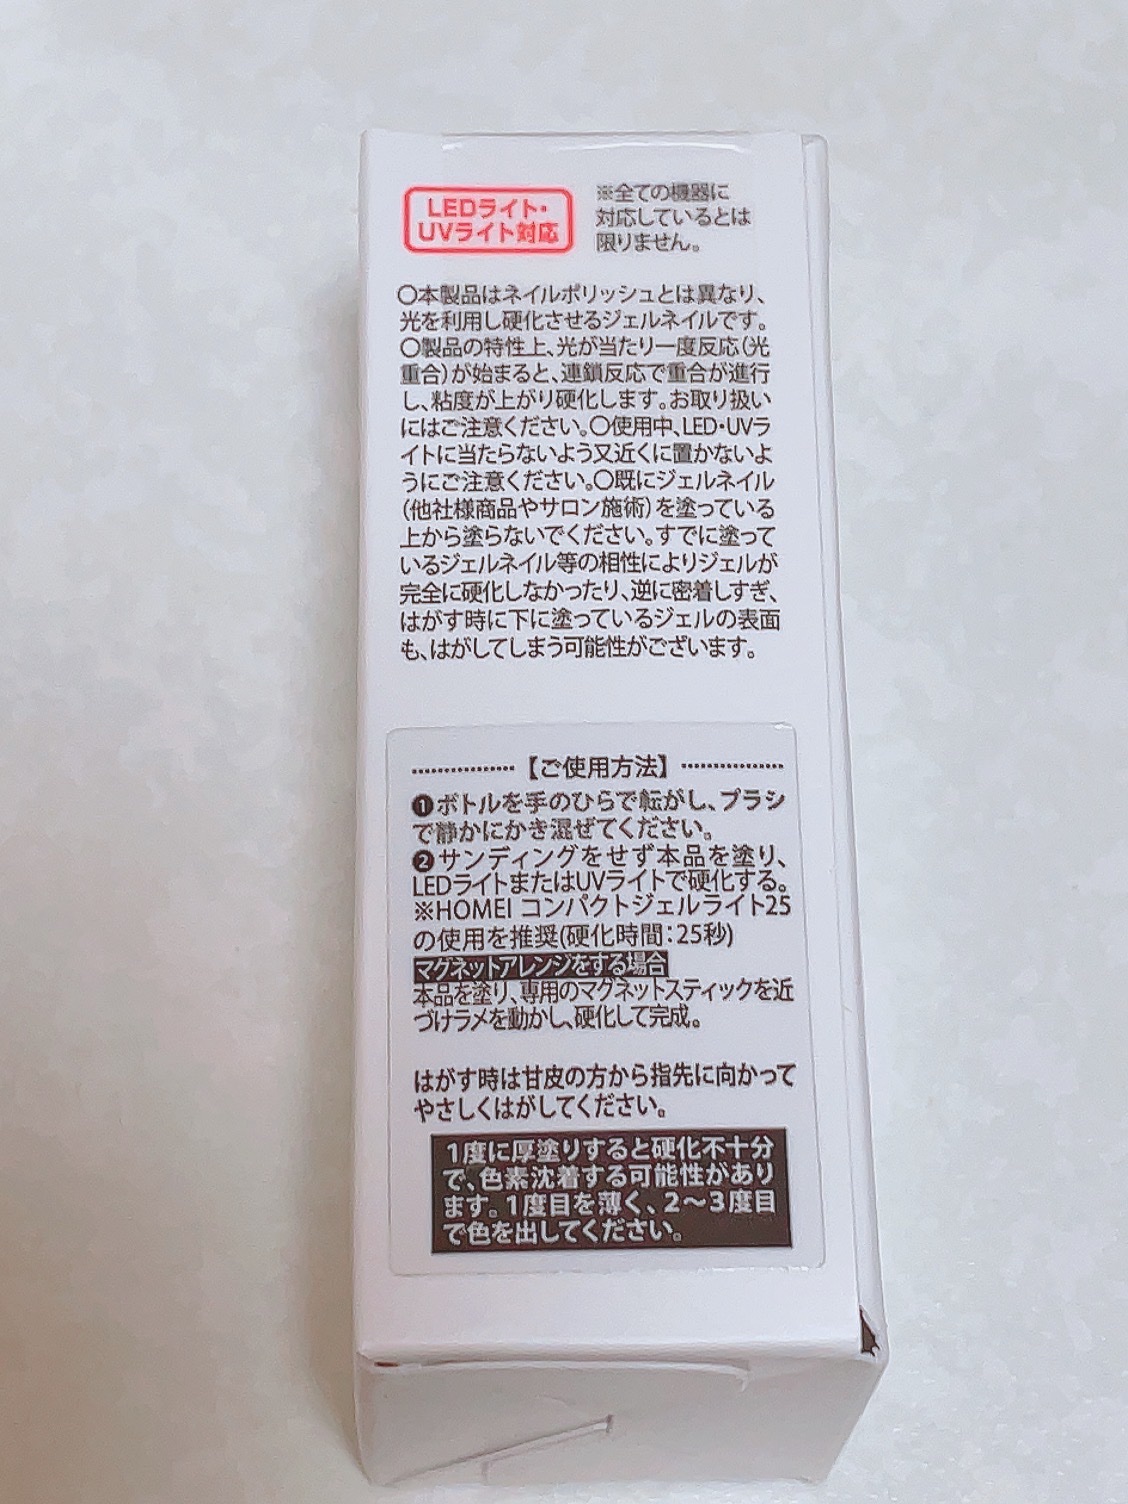 LEDライト・
UVライト対応
※全ての機器に
対応しているとは
限りません。
〇本製品はネイルポリッシュとは異なり、
光を利用し硬化させるジェルネイルです。
〇製品の特性上、光が当たり一度反応(光
重合)が始まると、連鎖反応で重合が進行
し、粘度が上がり硬化します。お取り扱い
にはご注意ください。〇使用中、LED・UVラ
イトに当たらないよう又近くに置かないよ
うにご注意ください。〇既にジェルネイル
(他社様商品やサロン施術)を塗っている
上から塗らないでください。すでに塗って
いるジェルネイル等の相性によりジェルが
完全に硬化しなかったり、逆に密着しすぎ、
はがす時に下に塗っているジェルの表面
も、はがしてしまう可能性がございます。
【ご使用方法】
❶ボトルを手のひらで転がし、ブラシ
で静かにかき混ぜてください。
❷サンディングをせず本品を塗り、
LEDライトまたはUVライトで硬化する。
※HOMEI コンパクトジェルライト25
の使用を推奨(硬化時間:25秒)
マグネットアレンジをする場合
本品を塗り、専用のマグネットスティックを近
づけラメを動かし、硬化して完成。
はがす時は甘皮の方から指先に向かって
やさしくはがしてください。
1度に厚塗りすると硬化不十分
で、色素沈着する可能性があり
ます。1度目を薄く、2〜3度目
で色を出してください。